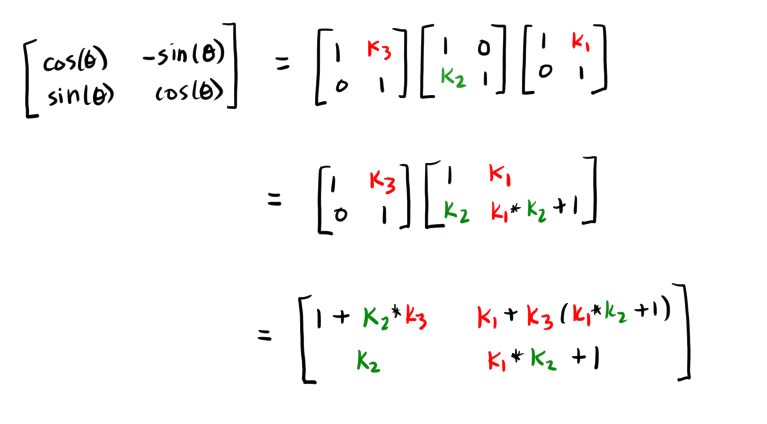 [cos(θ) -sin(θ)] = [1 K3] [1 0] [1 K1]
[sin(θ) cos(θ)] [0 1] [K2 1] [0 1]
= [1 K3] [1 K1]
[0 1] [K2 K1*K2+1]
= [1 + K2*K3 K1 + K3(K1*K2+1)]
[K2 K1*K2+1]